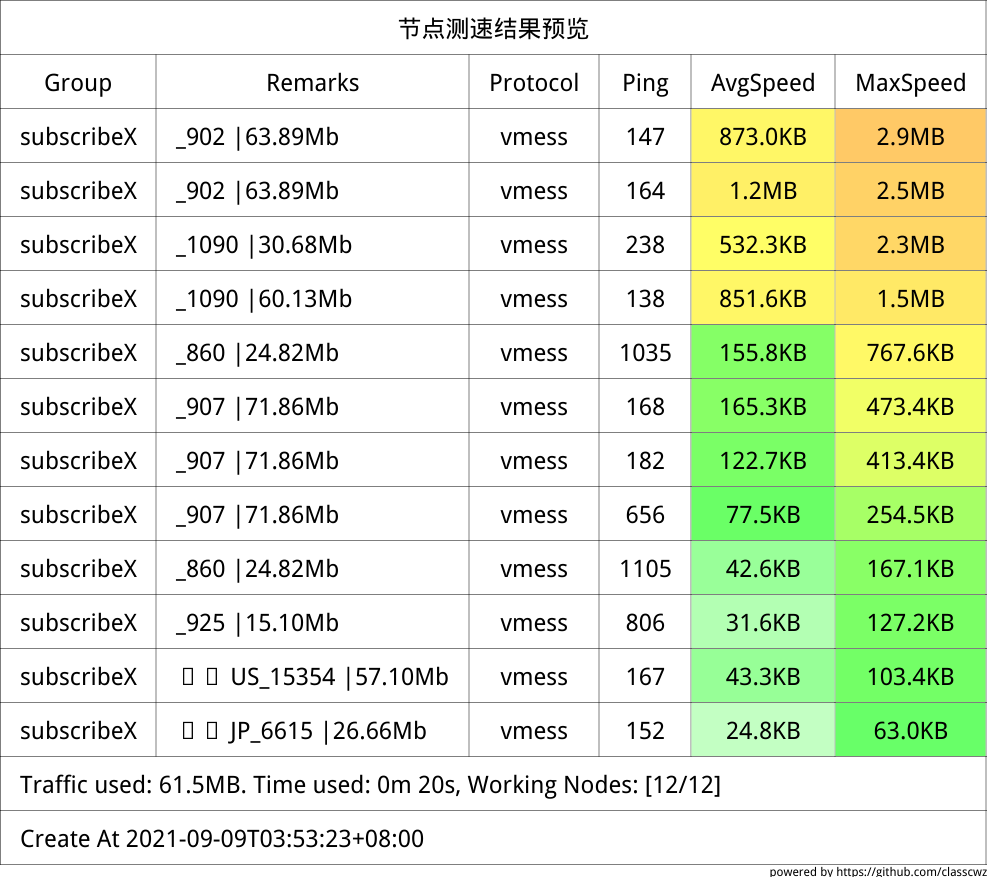 节点测速结果预览
Group Remarks Protocol Ping AvgSpeed MaxSpeed
subscribeX _902 |63.89Mb vmess 147 873.0KB 2.9MB
subscribeX _902 |63.89Mb vmess 164 1.2MB 2.5MB
subscribeX _1090 |30.68Mb vmess 238 532.3KB 2.3MB
subscribeX _1090 |60.13Mb vmess 138 851.6KB 1.5MB
subscribeX _860 |24.82Mb vmess 1035 155.8KB 767.6KB
subscribeX _907 |71.86Mb vmess 168 165.3KB 473.4KB
subscribeX _907 |71.86Mb vmess 182 122.7KB 413.4KB
subscribeX _907 |71.86Mb vmess 656 77.5KB 254.5KB
subscribeX _860 |24.82Mb vmess 1105 42.6KB 167.1KB
subscribeX _925 |15.10Mb vmess 806 31.6KB 127.2KB
subscribeX US_15354 |57.10Mb vmess 167 43.3KB 103.4KB
subscribeX JP_6615 |26.66Mb vmess 152 24.8KB 63.0KB
Traffic used: 61.5MB. Time used: 0m 20s, Working Nodes: [12/12]
Create At 2021-09-09T03:53:23+08:00
powered by https://github.com/classcwz